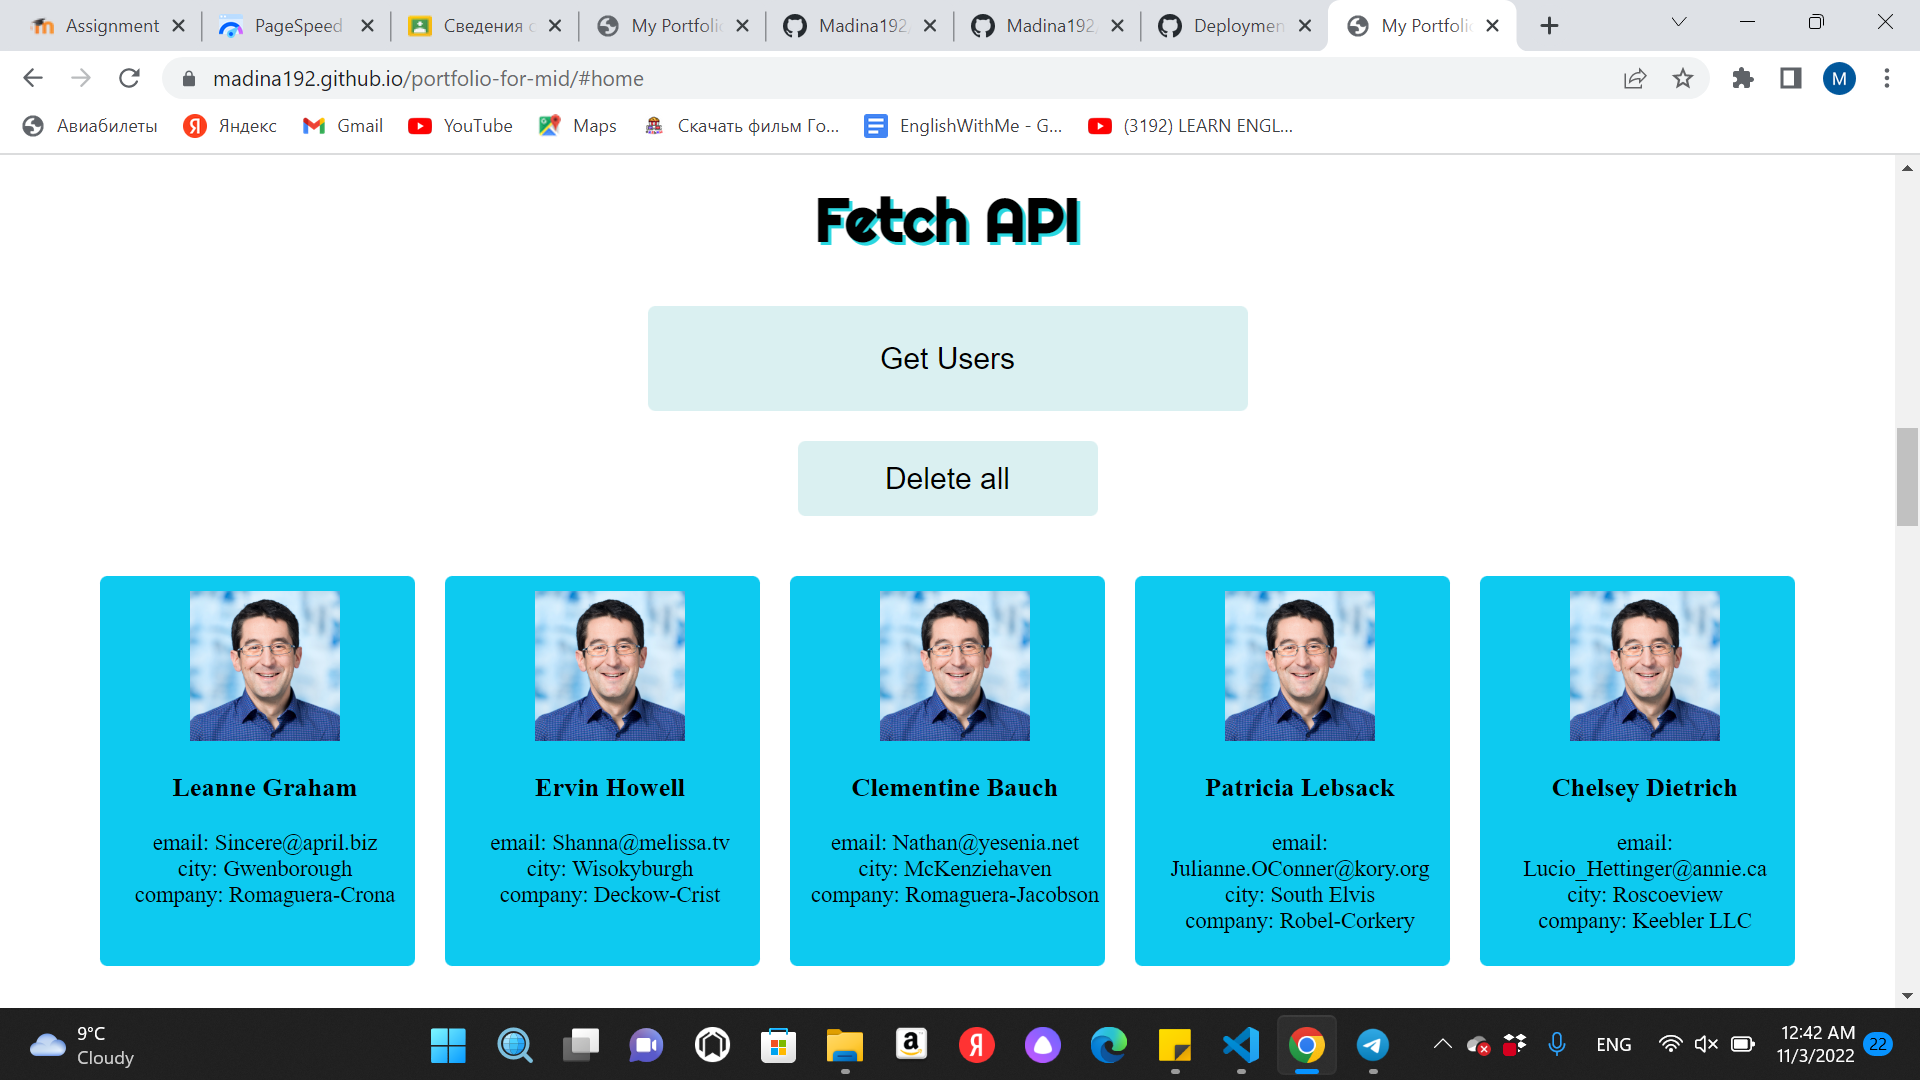 Assignment
PageSpeed
Сведения о
My Portfolio
Madina192
Madina192
Deploymen
My Portfolio
madina192.github.io/portfolio-for-mid/#home
M
Авиабилеты
Яндекс
Gmail
YouTube
Maps
Скачать фильм Го...
EnglishWithMe - G...
(3192) LEARN ENGL...
Fetch API
Get Users
Delete all
Leanne Graham
email: Sincere@april.biz
city: Gwenborough
company: Romaguera-Crona
Ervin Howell
email: Shanna@melissa.tv
city: Wisokyburgh
company: Deckow-Crist
Clementine Bauch
email: Nathan@yesenia.net
city: McKenziehaven
company: Romaguera-Jacobson
Patricia Lebsack
email:
Julianne.OConner@kory.org
city: South Elvis
company: Robel-Corkery
Chelsey Dietrich
email:
Lucio_Hettinger@annie.ca
city: Roscoeview
company: Keebler LLC
9°C
Cloudy
a
Я
ENG
12:42 AM
11/3/2022
22